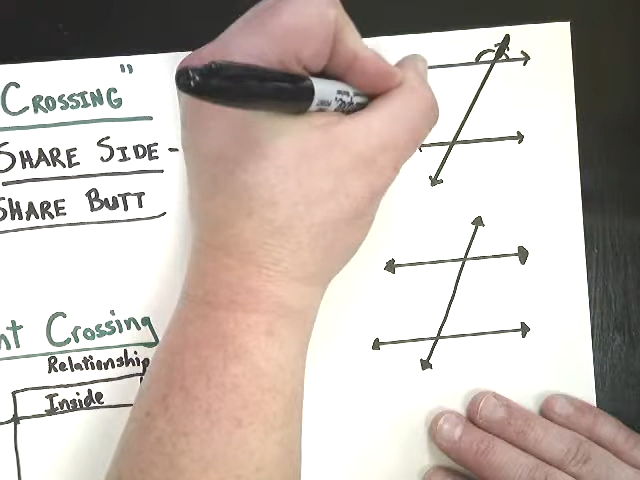 CROSSING"
SHARE SIDE-
SHARE BUTT
nt Crossing
Relationship
Inside